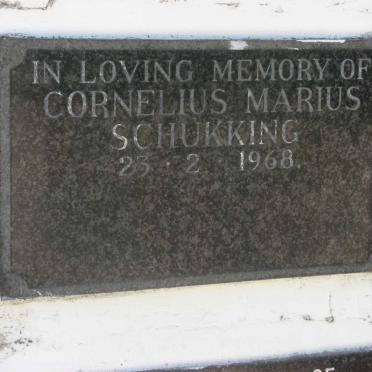 IN LOVING MEMORY OF
CORNELIUS MARIUS
SCHUKKING
23 · 2 1968.